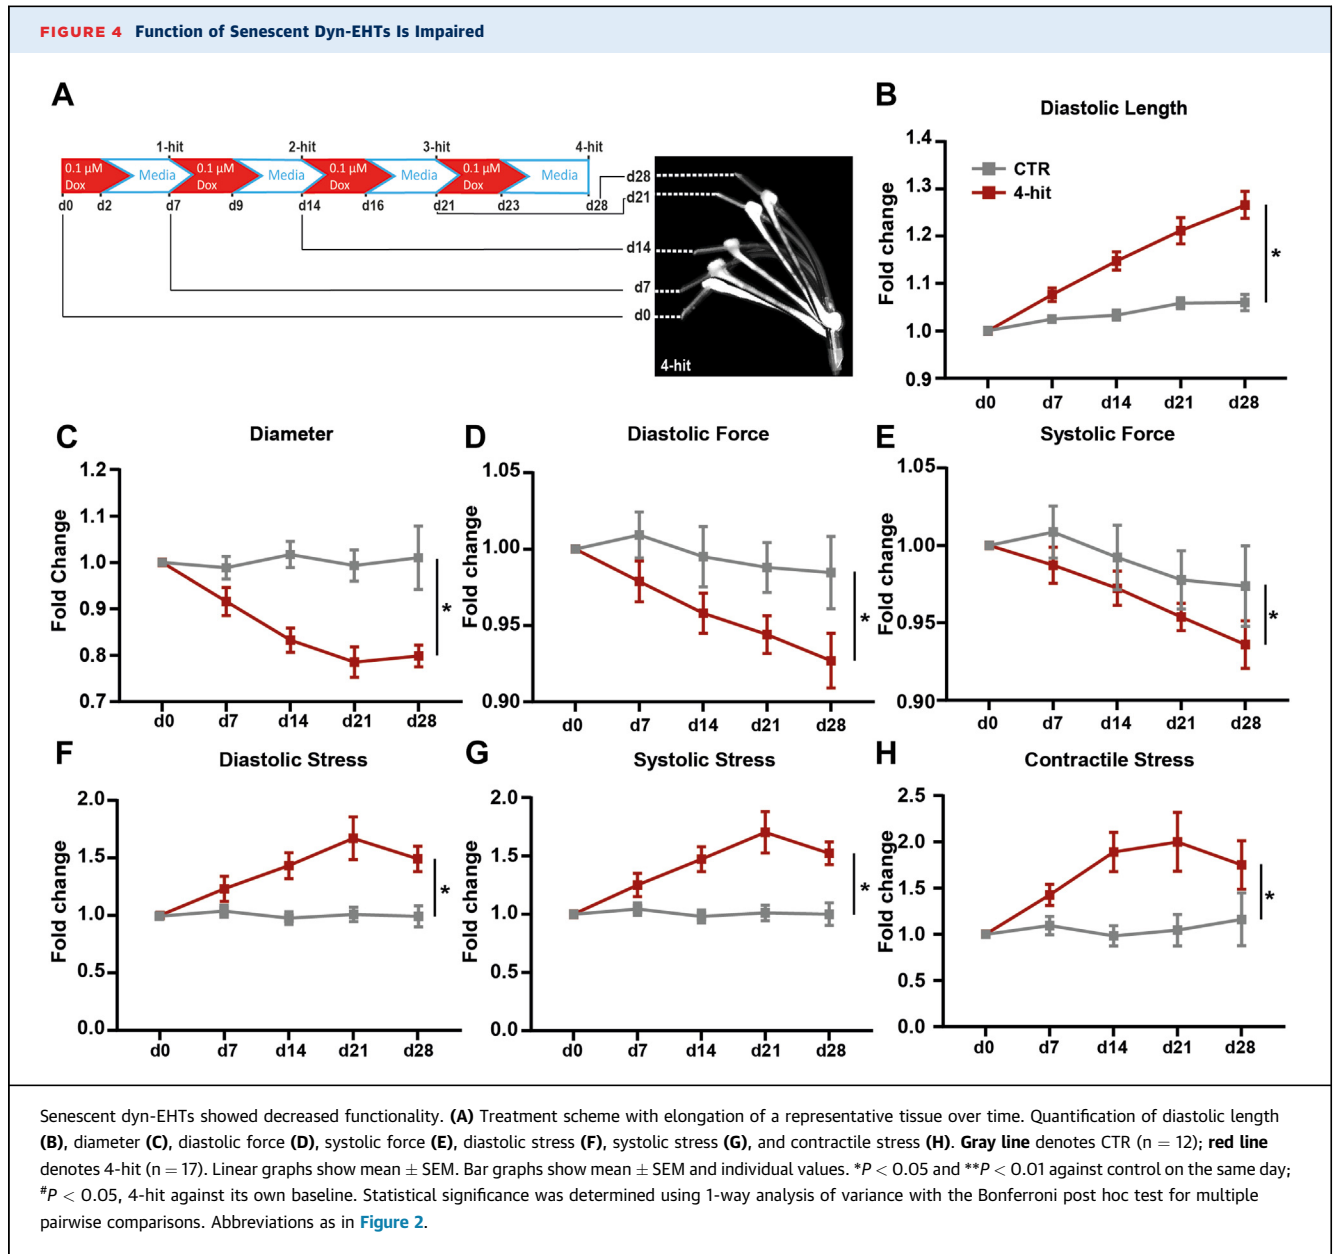 FIGURE 4 Function of Senescent Dyn-EHTs Is Impaired
A
1-hit 2-hit 3-hit 4-hit
0.1 µM Dox Media 0.1 µM Dox Media 0.1 µM Dox Media 0.1 µM Dox Media
d0 d2 d7 d9 d14 d16 d21 d23 d28
d28
d21
d14
d7
d0
4-hit
B
Diastolic Length
Fold change
1.4
1.3
1.2
1.1
1.0
0.9
CTR
4-hit
*
d0 d7 d14 d21 d28
C
Diameter
Fold Change
1.2
1.1
1.0
0.9
0.8
0.7
*
d0 d7 d14 d21 d28
D
Diastolic Force
Fold change
1.05
1.00
0.95
0.90
*
d0 d7 d14 d21 d28
E
Systolic Force
Fold change
1.05
1.00
0.95
0.90
*
d0 d7 d14 d21 d28
F
Diastolic Stress
Fold change
2.0
1.5
1.0
0.5
0.0
*
d0 d7 d14 d21 d28
G
Systolic Stress
Fold change
2.0
1.5
1.0
0.5
0.0
*
d0 d7 d14 d21 d28
H
Contractile Stress
Fold change
2.5
2.0
1.5
1.0
0.5
0.0
*
d0 d7 d14 d21 d28
Senescent dyn-EHTs showed decreased functionality. (A) Treatment scheme with elongation of a representative tissue over time. Quantification of diastolic length
(B), diameter (C), diastolic force (D), systolic force (E), diastolic stress (F), systolic stress (G), and contractile stress (H). Gray line denotes CTR (n = 12); red line
denotes 4-hit (n = 17). Linear graphs show mean ± SEM. Bar graphs show mean ± SEM and individual values. *P < 0.05 and **P < 0.01 against control on the same day;
#P < 0.05, 4-hit against its own baseline. Statistical significance was determined using 1-way analysis of variance with the Bonferroni post hoc test for multiple
pairwise comparisons. Abbreviations as in Figure 2.